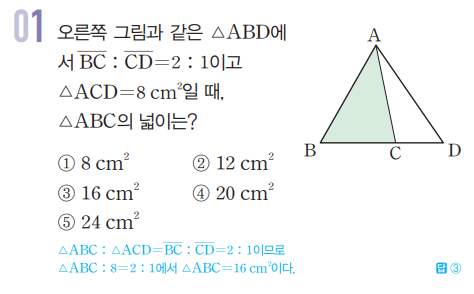 01 오른쪽 그림과 같은 △ABD에
서 BC : CD=2 : 1이고
△ACD=8 cm²일 때,
△ABC의 넓이는?
① 8 cm² ② 12 cm²
③ 16 cm² ④ 20 cm²
⑤ 24 cm²
A
B C D
△ABC : △ACD=BC : CD=2 : 1이므로
△ABC : 8=2 : 1에서 △ABC=16 cm²이다.
답 ③